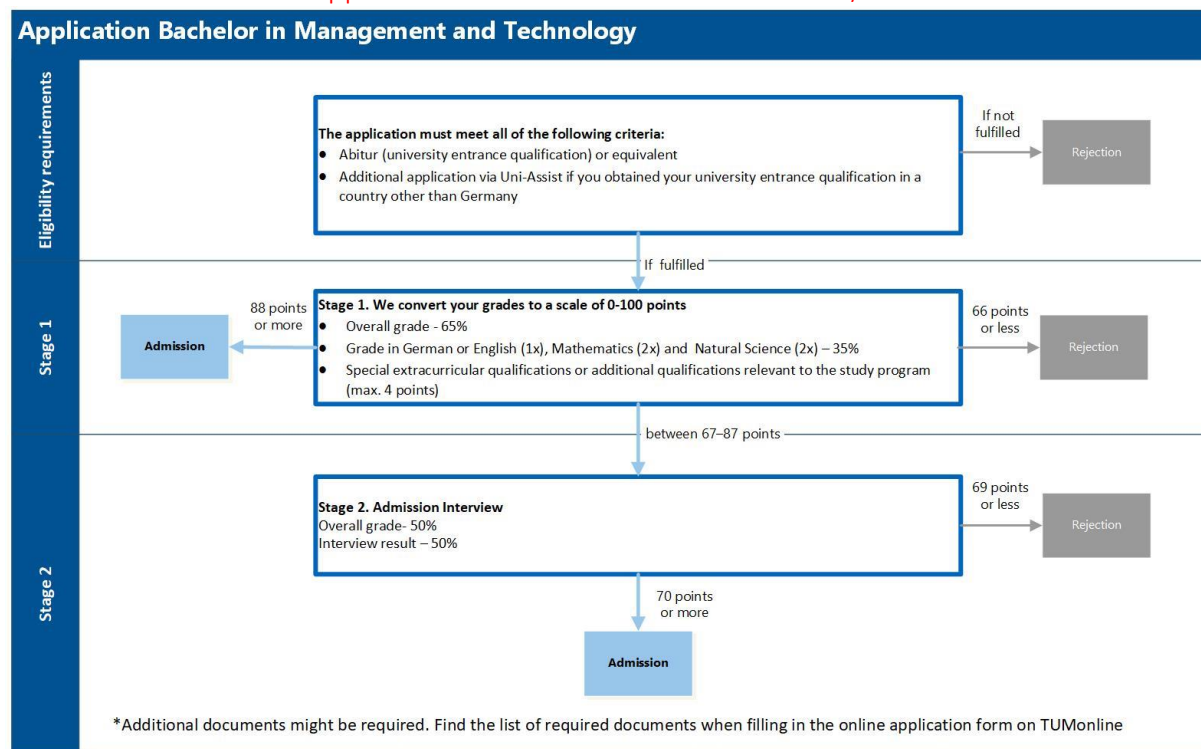 Application Bachelor in Management and Technology
Eligibility requirements
The application must meet all of the following criteria:
● Abitur (university entrance qualification) or equivalent
● Additional application via Uni-Assist if you obtained your university entrance qualification in a
country other than Germany
If not
fulfilled
Rejection
If fulfilled
Stage 1
Stage 1. We convert your grades to a scale of 0-100 points
● Overall grade - 65%
● Grade in German or English (1x), Mathematics (2x) and Natural Science (2x) – 35%
● Special extracurricular qualifications or additional qualifications relevant to the study program
(max. 4 points)
88 points
or more
Admission
66 points
or less
Rejection
between 67–87 points
Stage 2
Stage 2. Admission Interview
Overall grade- 50%
Interview result – 50%
69 points
or less
Rejection
70 points
or more
Admission
*Additional documents might be required. Find the list of required documents when filling in the online application form on TUMonline